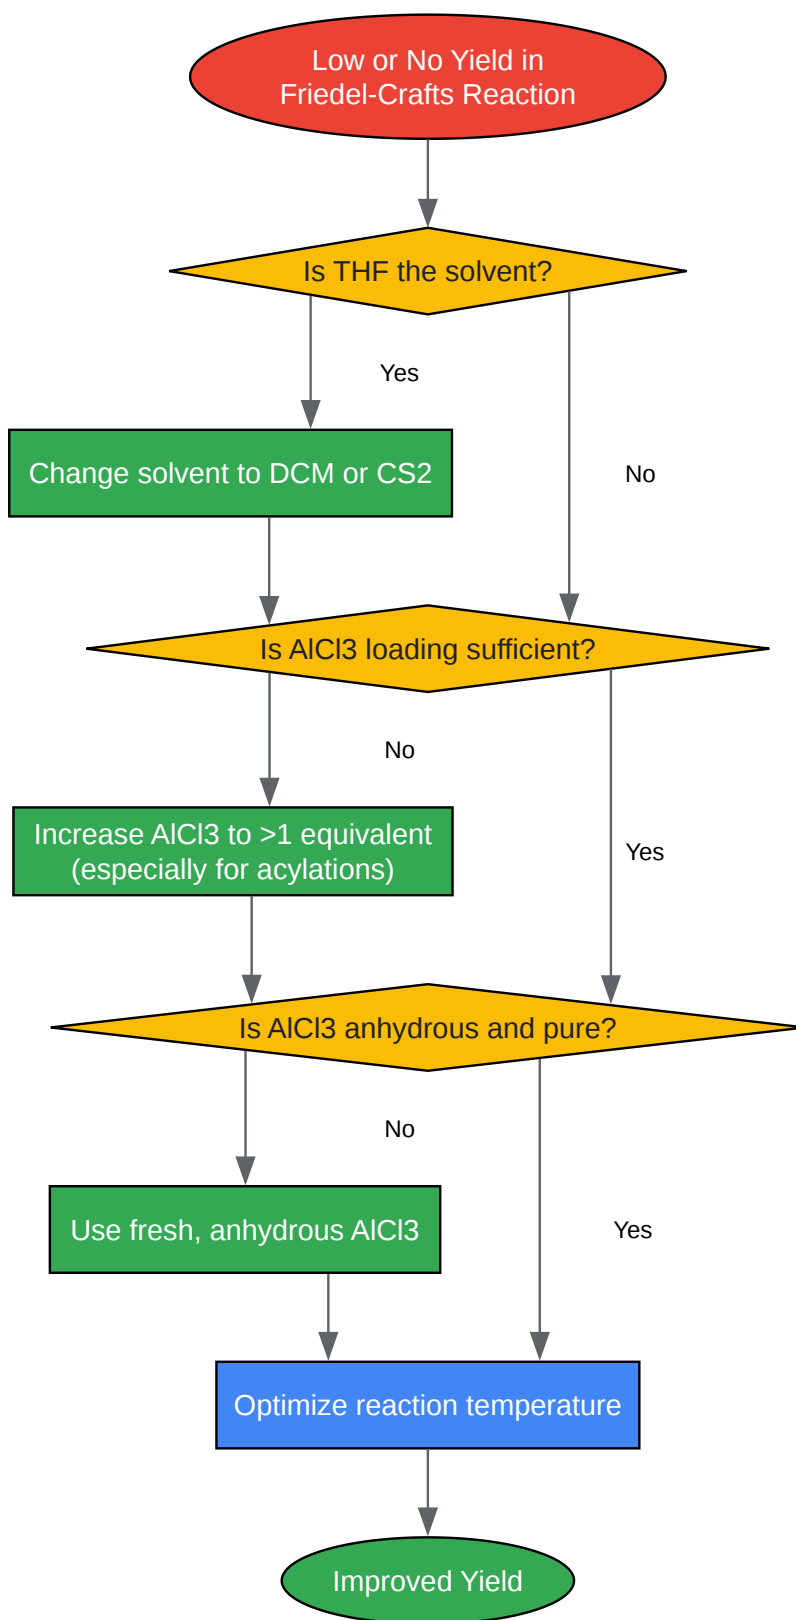 Low or No Yield in
Friedel-Crafts Reaction
Is THF the solvent?
Yes
Change solvent to DCM or CS2
No
Is AlCl3 loading sufficient?
No
Increase AlCl3 to >1 equivalent
(especially for acylations)
Yes
Is AlCl3 anhydrous and pure?
No
Use fresh, anhydrous AlCl3
Yes
Optimize reaction temperature
Improved Yield